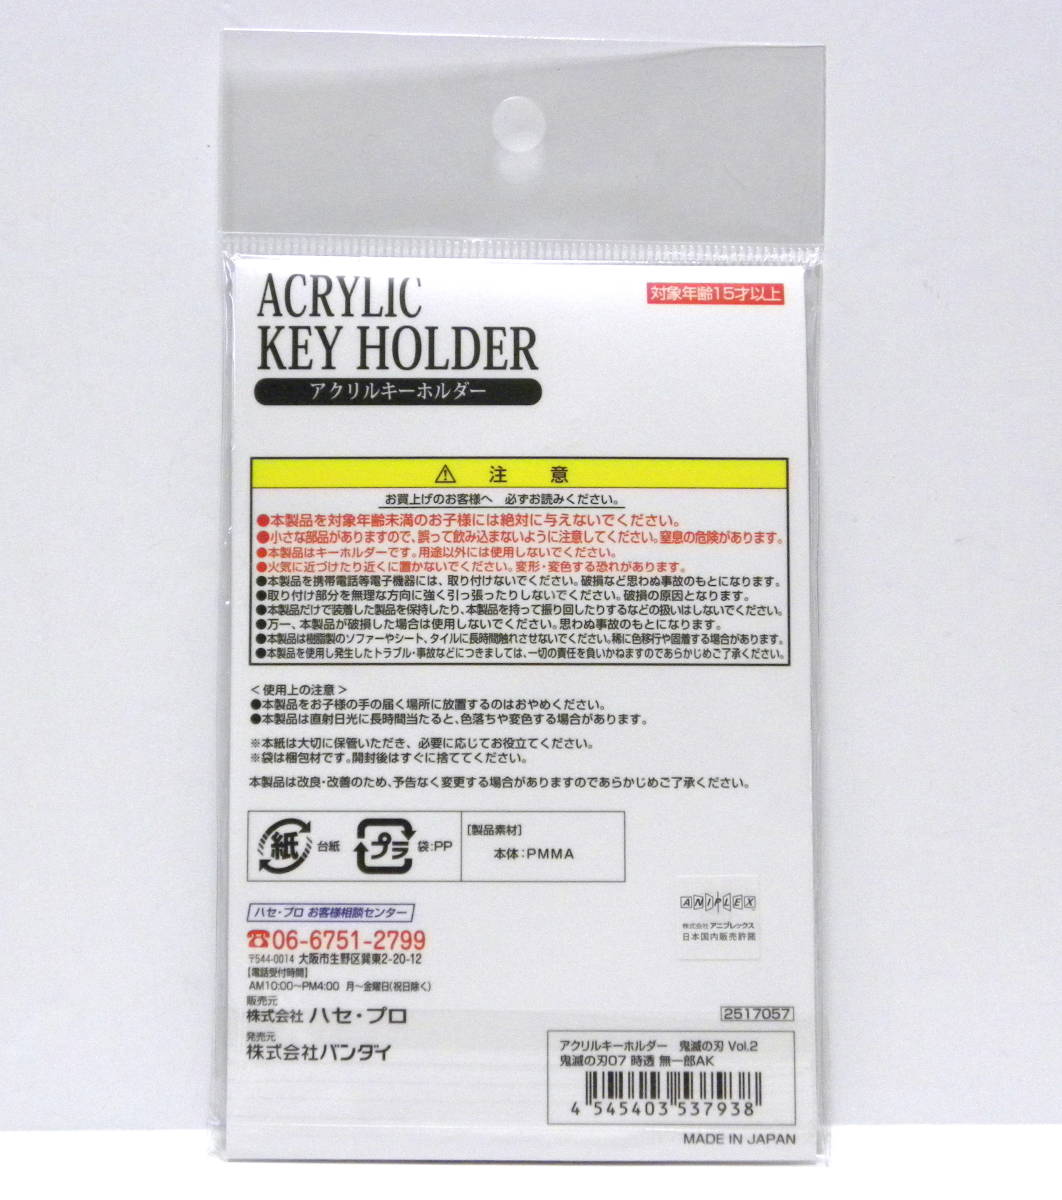 ACRYLIC
KEY HOLDER
アクリルキーホルダー
対象年齢15才以上
⚠ 注 意
お買上げのお客様へ 必ずお読みください。
●本製品を対象年齢未満のお子様には絶対に与えないでください。
●小さな部品がありますので、誤って飲み込まないように注意してください。窒息の危険があります。
●本製品はキーホルダーです。用途以外には使用しないでください。
●火気に近づけたり近くに置かないでください。変形・変色する恐れがあります。
●本製品を携帯電話等電子機器には、取り付けないでください。破損など思わぬ事故のもとになります。
●取り付け部分を無理な方向に強く引っ張ったりしないでください。破損の原因となります。
●本製品だけで装着した製品を保持したり、本製品を持って振り回したりするなどの扱いはしないでください。
●万一、本製品が破損した場合は使用しないでください。思わぬ事故のもとになります。
●本製品は樹脂製のソファーやシート、タイルに長時間触れさせないでください。稀に色移行や固着する場合があります。
●本製品を使用し発生したトラブル・事故などにつきましては、一切の責任を負いかねますのであらかじめご了承ください。
＜使用上の注意＞
●本製品をお子様の手の届く場所に放置するのはおやめください。
●本製品は直射日光に長時間当たると、色落ちや変色する場合があります。
※本紙は大切に保管いただき、必要に応じてお役立てください。
※袋は梱包材です。開封後はすぐに捨ててください。
本製品は改良・改善のため、予告なく変更する場合がありますのであらかじめご了承ください。
紙 台紙
プラ 袋：PP
[製品素材]
本体：PMMA
ハセ・プロ お客様相談センター
☎06-6751-2799
〒544-0014 大阪市生野区巽東2-20-12
【電話受付時間】
AM10:00～PM4:00 月～金曜日(祝日除く)
販売元
株式会社 ハセ・プロ
発売元
株式会社バンダイ
ANIPLEX
株式会社 アニプレックス
日本国内販売許諾
2517057
アクリルキーホルダー 鬼滅の刃 Vol.2
鬼滅の刃07 時透 無一郎AK
4 545403 537938
MADE IN JAPAN